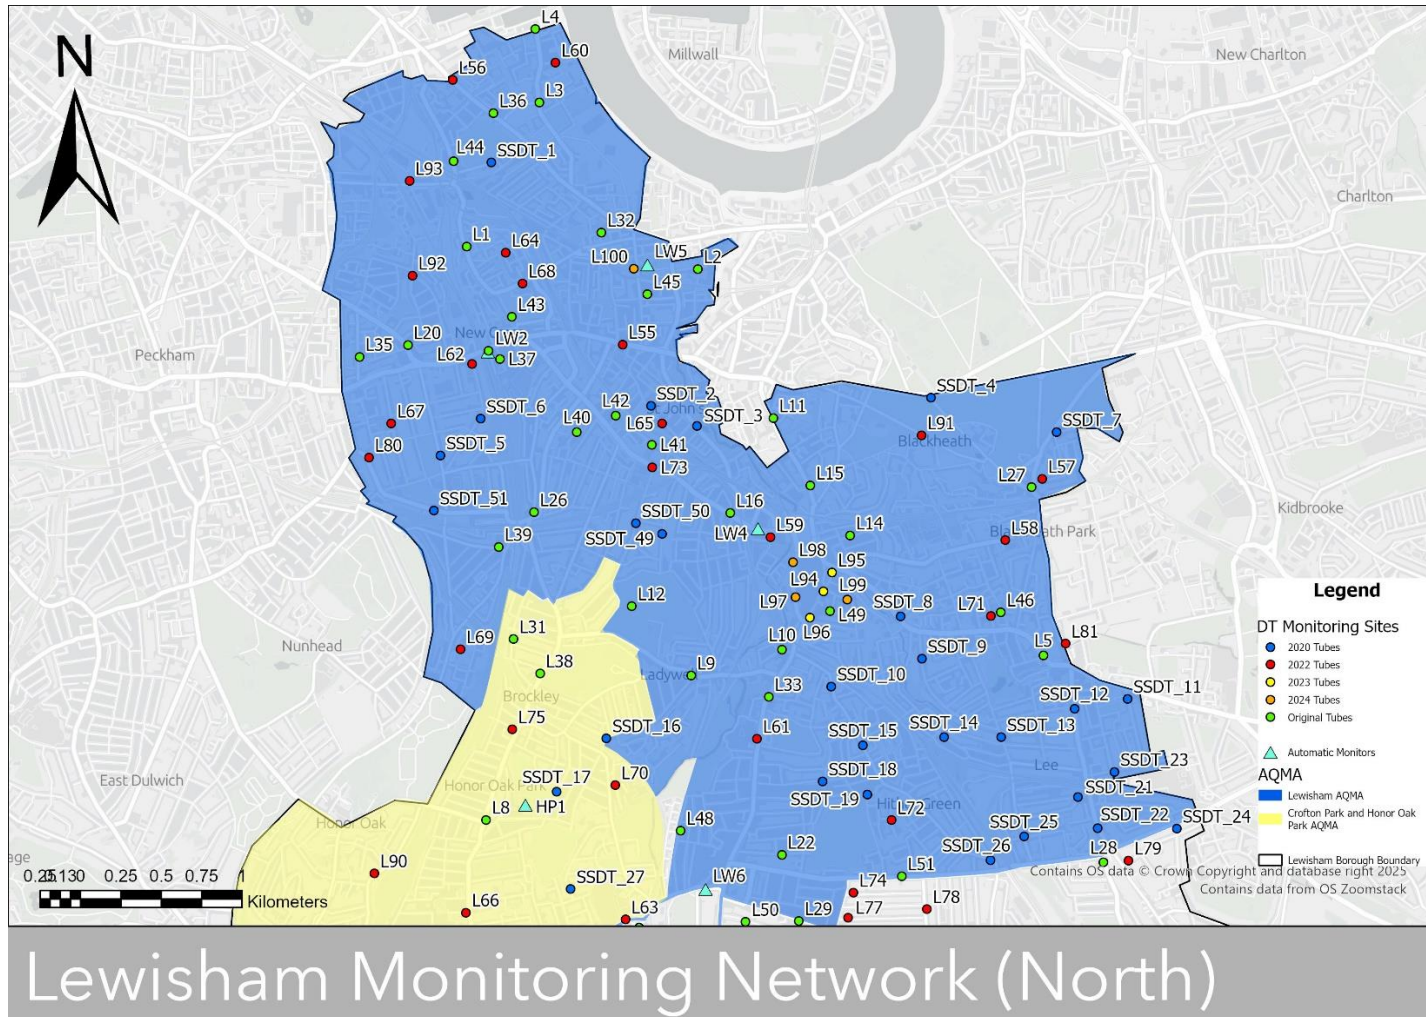 L4
Millwall
New Charlton
N
L60
L56
L3
L36
L44
SSDT_1
L93
Charlton
L32
L1
L64
L100
LW5
L2
L92
L68
L45
L43
New
L20
LW2
L55
Peckham
L35
L62
L37
SSDT_4
SSDT_2
L42
L11
SSDT_6
L40
L65
SSDT_3
L91
SSDT_7
L67
Blackheath
L41
SSDT_5
L80
L73
L57
L15
L27
SSDT_51
L26
SSDT_50
L16
Kidbrooke
SSDT_49
LW4
L59
L14
L58
L39
L98
L95
L94
L99
L97
L12
SSDT_8
L71
L46
L49
L96
L31
L10
L69
L81
Nunhead
L5
SSDT_9
L38
Ladywell
L9
SSDT_10
Brockley
L33
SSDT_12
SSDT_11
L75
SSDT_16
L61
SSDT_15
SSDT_14
SSDT_13
Lee
SSDT_23
East Dulwich
Honor Oak Park
SSDT_17
L70
SSDT_18
SSDT_21
SSDT_19
HP1
L8
Honor Oak
L72
L48
SSDT_25
SSDT_22
SSDT_24
L22
SSDT_26
L28
L79
L90
L51
SSDT_27
LW6
L74
L78
L66
L63
L50
L29
L77
Legend
DT Monitoring Sites
2020 Tubes
2022 Tubes
2023 Tubes
2024 Tubes
Original Tubes
Automatic Monitors
AQMA
Lewisham AQMA
Crofton Park and Honor Oak
Park AQMA
Lewisham Borough Boundary
Contains OS data © Crown Copyright and database right 2025
Contains data from OS Zoomstack
0.25 0.5 0.75 1
Kilometers
Lewisham Monitoring Network (North)